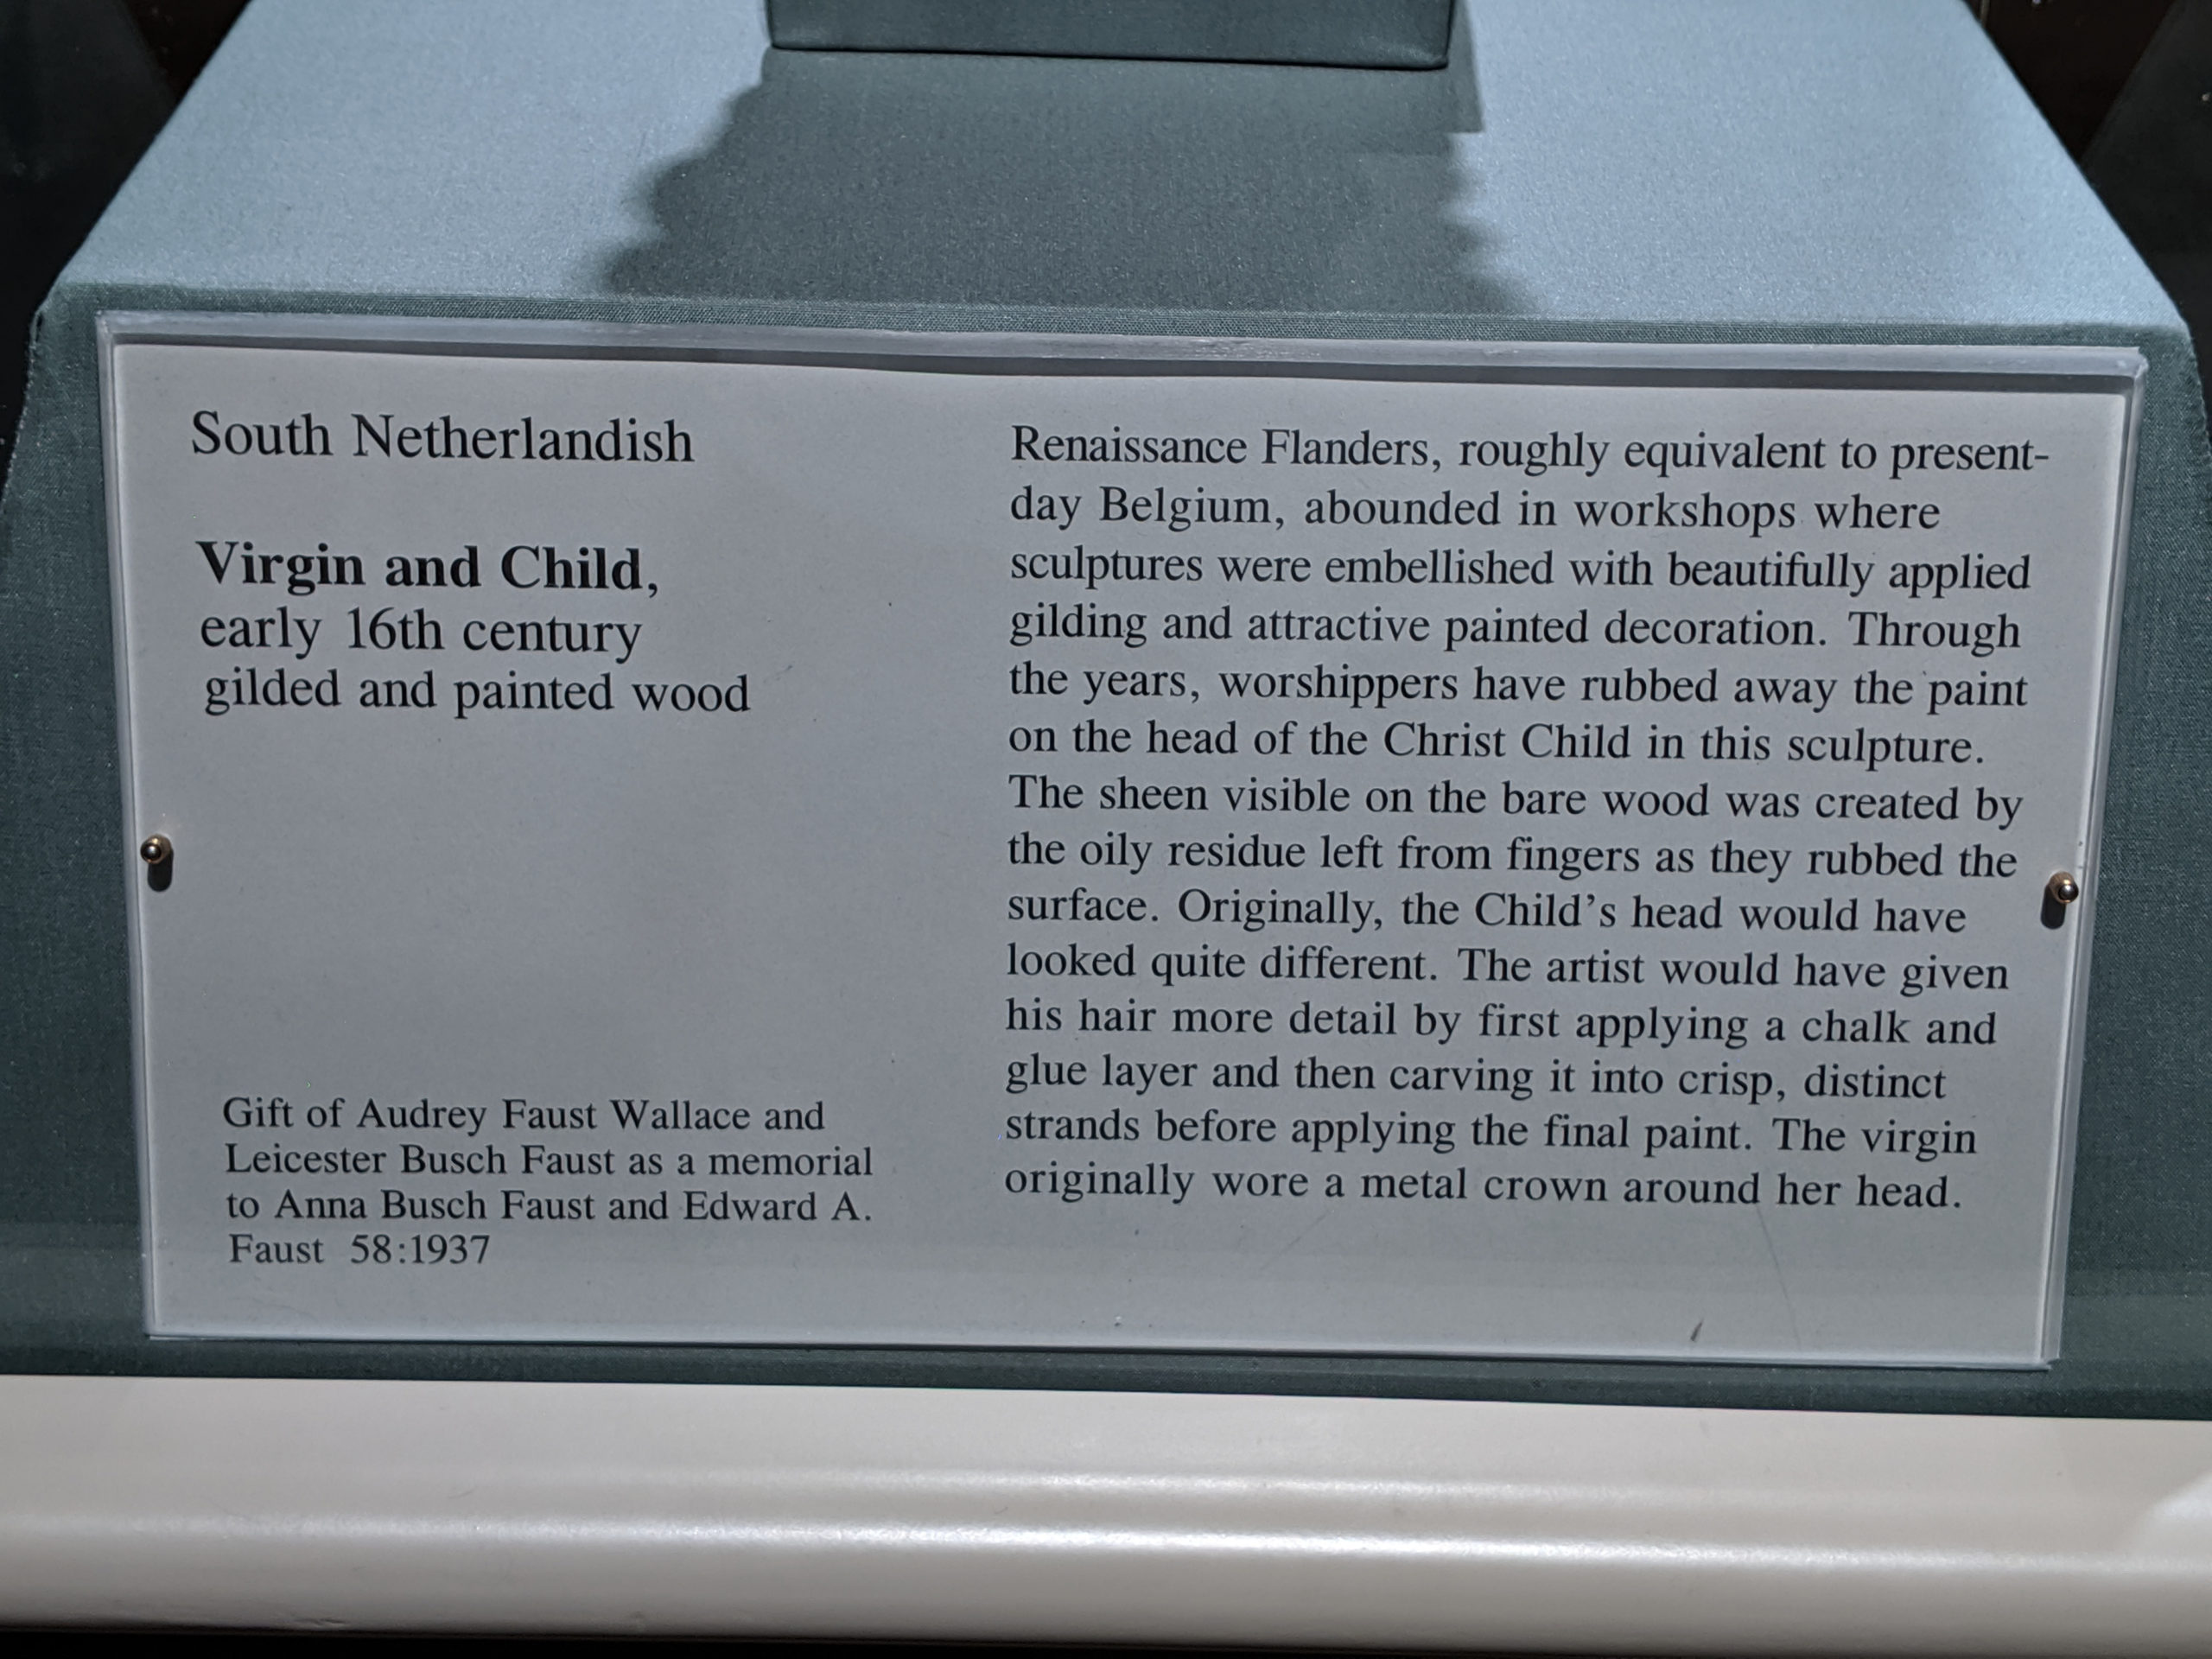 South Netherlandish
Virgin and Child,
early 16th century
gilded and painted wood
Gift of Audrey Faust Wallace and
Leicester Busch Faust as a memorial
to Anna Busch Faust and Edward A.
Faust 58:1937
Renaissance Flanders, roughly equivalent to present-
day Belgium, abounded in workshops where
sculptures were embellished with beautifully applied
gilding and attractive painted decoration. Through
the years, worshippers have rubbed away the paint
on the head of the Christ Child in this sculpture.
The sheen visible on the bare wood was created by
the oily residue left from fingers as they rubbed the
surface. Originally, the Child's head would have
looked quite different. The artist would have given
his hair more detail by first applying a chalk and
glue layer and then carving it into crisp, distinct
strands before applying the final paint. The virgin
originally wore a metal crown around her head.